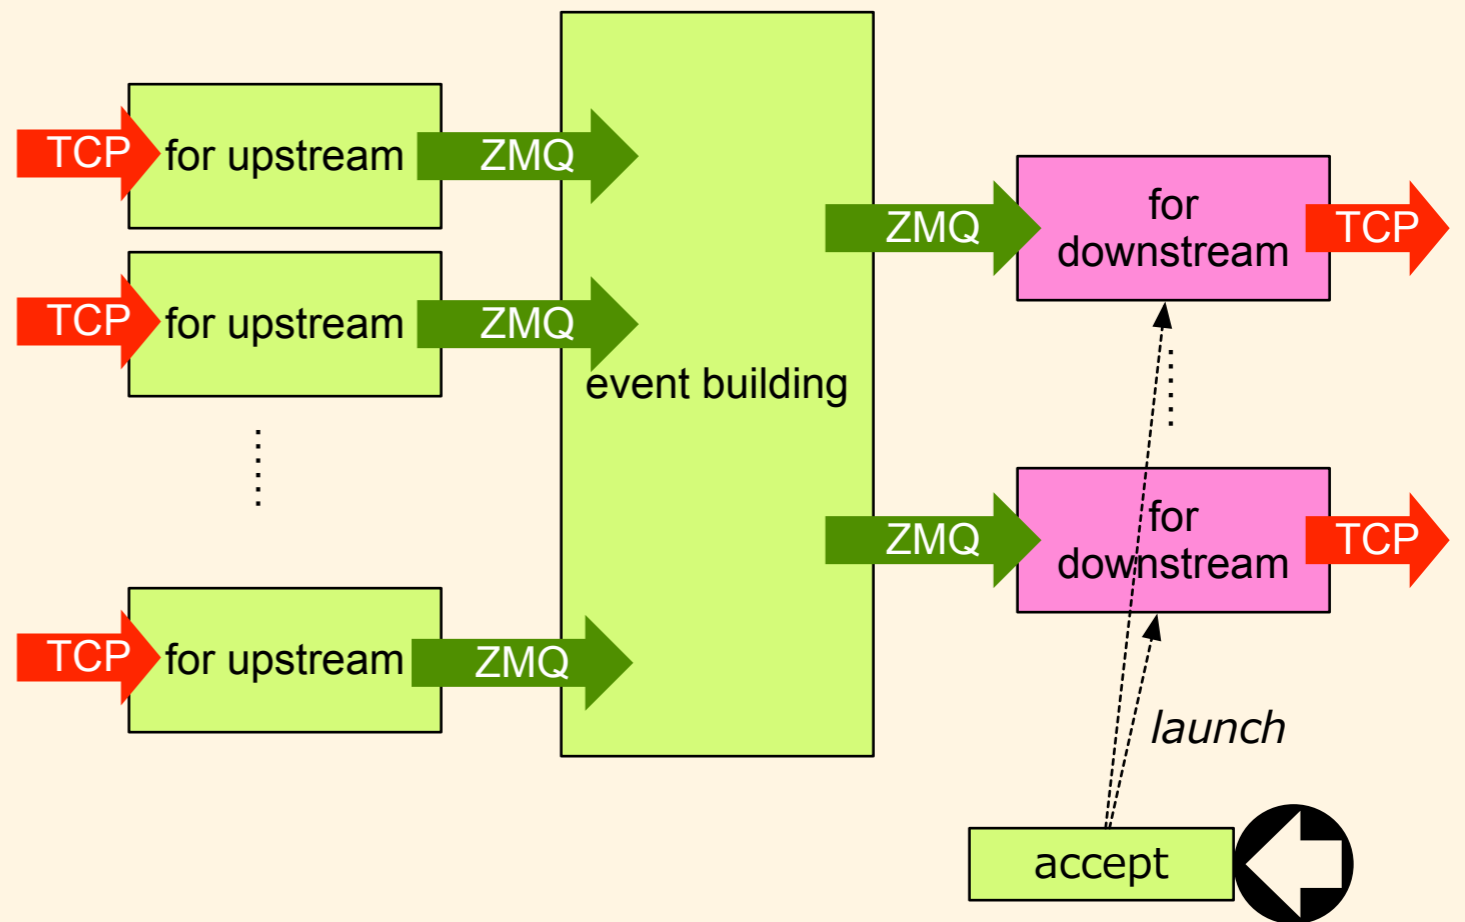 TCP
for upstream
ZMQ
TCP
for upstream
ZMQ
TCP
for upstream
ZMQ
event building
ZMQ
for
downstream
TCP
ZMQ
for
downstream
TCP
launch
accept